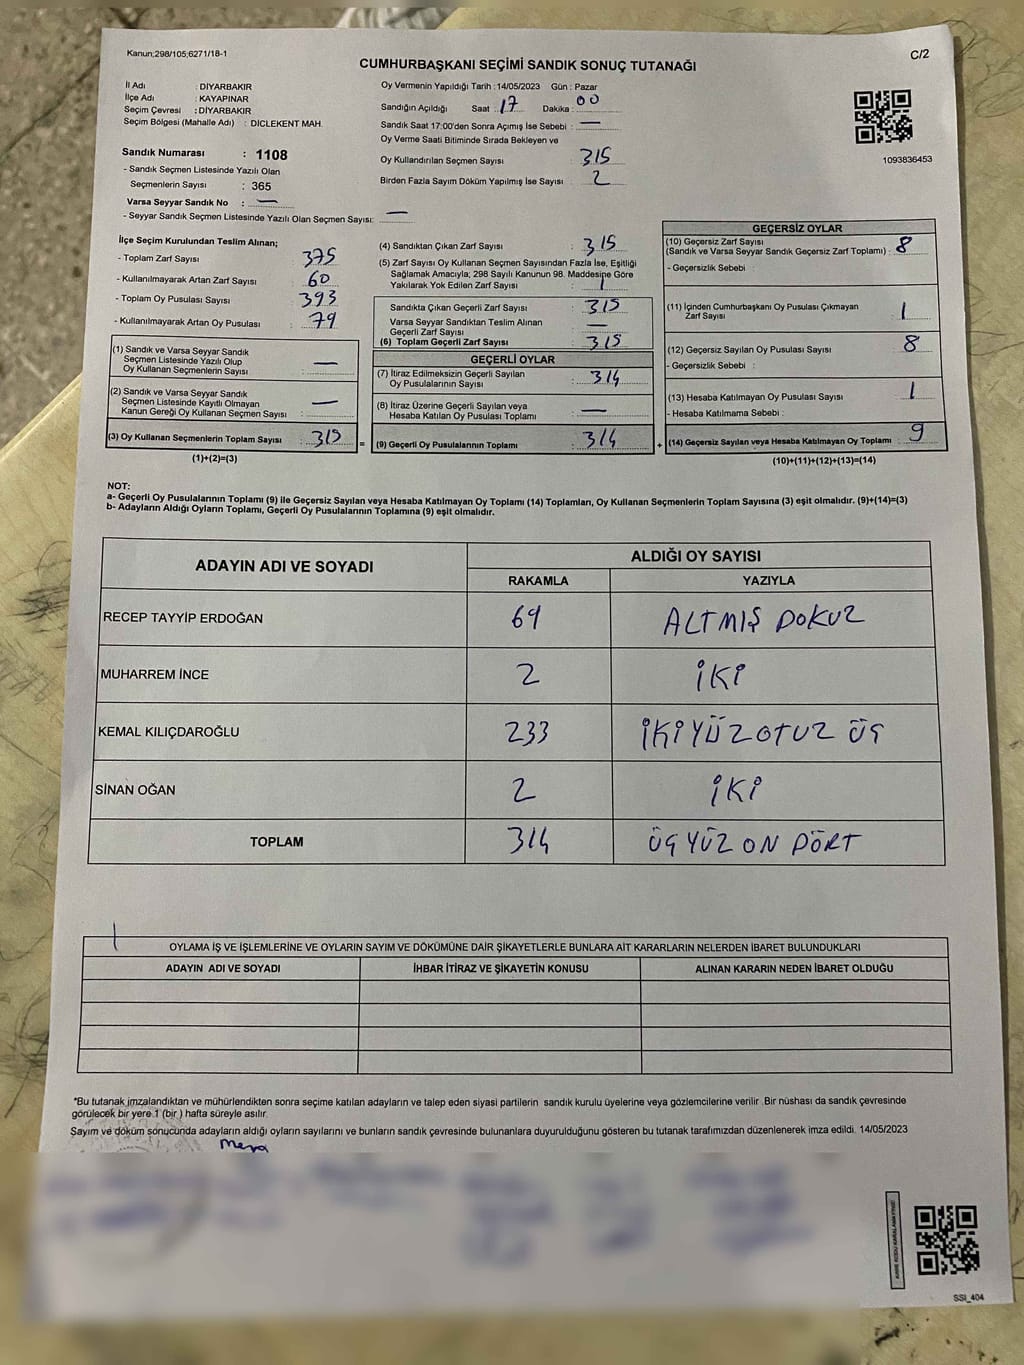 Kanun;298/105;6271/18-1
C/2
CUMHURBAŞKANI SEÇİMİ SANDIK SONUÇ TUTANAĞI
İl Adı : DİYARBAKIR
İlçe Adı : KAYAPINAR
Seçim Çevresi : DİYARBAKIR
Seçim Bölgesi (Mahalle Adı) : DICLEKENT MAH.
Sandık Numarası : 1108
- Sandık Seçmen Listesinde Yazılı Olan
Seçmenlerin Sayısı : 365
Varsa Seyyar Sandık No : —
- Seyyar Sandık Seçmen Listesinde Yazılı Olan Seçmen Sayısı: —
Oy Vermenin Yapıldığı Tarih :14/05/2023 Gün : Pazar
Sandığın Açıldığı Saat : 17 Dakika : 00
Sandık Saat 17:00'den Sonra Açımış İse Sebebi : —
Oy Verme Saati Bitiminde Sırada Bekleyen ve
Oy Kullandırılan Seçmen Sayısı : 315
Birden Fazla Sayım Döküm Yapılmış İse Sayısı : 2
1093836453
İlçe Seçim Kurulundan Teslim Alınan;
- Toplam Zarf Sayısı : 375
- Kullanılmayarak Artan Zarf Sayısı : 60
- Toplam Oy Pusulası Sayısı : 393
- Kullanılmayarak Artan Oy Pusulası : 79
(1) Sandık ve Varsa Seyyar Sandık
Seçmen Listesinde Yazılı Olup
Oy Kullanan Seçmenlerin Sayısı : —
(2) Sandık ve Varsa Seyyar Sandık
Seçmen Listesinde Kayıtlı Olmayan
Kanun Gereği Oy Kullanan Seçmen Sayısı : —
(3) Oy Kullanan Seçmenlerin Toplam Sayısı : 315
(1)+(2)=(3)
=
(4) Sandıktan Çıkan Zarf Sayısı : 315
(5) Zarf Sayısı Oy Kullanan Seçmen Sayısından Fazla İse, Eşitliği
Sağlamak Amacıyla; 298 Sayılı Kanunun 98. Maddesine Göre
Yakılarak Yok Edilen Zarf Sayısı : 1
Sandıkta Çıkan Geçerli Zarf Sayısı : 315
Varsa Seyyar Sandıktan Teslim Alınan
Geçerli Zarf Sayısı : —
(6) Toplam Geçerli Zarf Sayısı : 315
GEÇERLİ OYLAR
(7) İtiraz Edilmeksizin Geçerli Sayılan
Oy Pusulalarının Sayısı : 314
(8) İtiraz Üzerine Geçerli Sayılan veya
Hesaba Katılan Oy Pusulası Toplamı : —
(9) Geçerli Oy Pusulalarının Toplamı : 314
+
GEÇERSİZ OYLAR
(10) Geçersiz Zarf Sayısı
(Sandık ve Varsa Seyyar Sandık Geçersiz Zarf Toplamı) : 8
- Geçersizlik Sebebi :
(11) İçinden Cumhurbaşkanı Oy Pusulası Çıkmayan
Zarf Sayısı : 1
(12) Geçersiz Sayılan Oy Pusulası Sayısı : 8
- Geçersizlik Sebebi :
(13) Hesaba Katılmayan Oy Pusulası Sayısı : 1
- Hesaba Katılmama Sebebi :
(14) Geçersiz Sayılan veya Hesaba Katılmayan Oy Toplamı : 9
(10)+(11)+(12)+(13)=(14)
NOT:
a- Geçerli Oy Pusulalarının Toplamı (9) ile Geçersiz Sayılan veya Hesaba Katılmayan Oy Toplamı (14) Toplamları, Oy Kullanan Seçmenlerin Toplam Sayısına (3) eşit olmalıdır. (9)+(14)=(3)
b- Adayların Aldığı Oyların Toplamı, Geçerli Oy Pusulalarının Toplamına (9) eşit olmalıdır.
ADAYIN ADI VE SOYADI ALDIĞI OY SAYISI
RAKAMLA YAZIYLA
RECEP TAYYİP ERDOĞAN 69 ALTMIŞ DOKUZ
MUHARREM İNCE 2 İKİ
KEMAL KILIÇDAROĞLU 233 İKİYÜZOTUZ ÜÇ
SİNAN OĞAN 2 İKİ
TOPLAM 314 ÜÇYÜZ ON DÖRT
OYLAMA İŞ VE İŞLEMLERİNE VE OYLARIN SAYIM VE DÖKÜMÜNE DAİR ŞİKAYETLERLE BUNLARA AİT KARARLARIN NELERDEN İBARET BULUNDUKLARI
ADAYIN ADI VE SOYADI İHBAR İTİRAZ VE ŞİKAYETİN KONUSU ALINAN KARARIN NEDEN İBARET OLDUĞU
*Bu tutanak imzalandıktan ve mühürlendikten sonra seçime katılan adayların ve talep eden siyasi partilerin sandık kurulu üyelerine veya gözlemcilerine verilir .Bir nüshası da sandık çevresinde
görülecek bir yere 1 (bir ) hafta süreyle asılır.
Sayım ve döküm sonucunda adayların aldığı oyların sayılarını ve bunların sandık çevresinde bulunanlara duyurulduğunu gösteren bu tutanak tarafımızdan düzenlenerek imza edildi. 14/05/2023
SSI_404